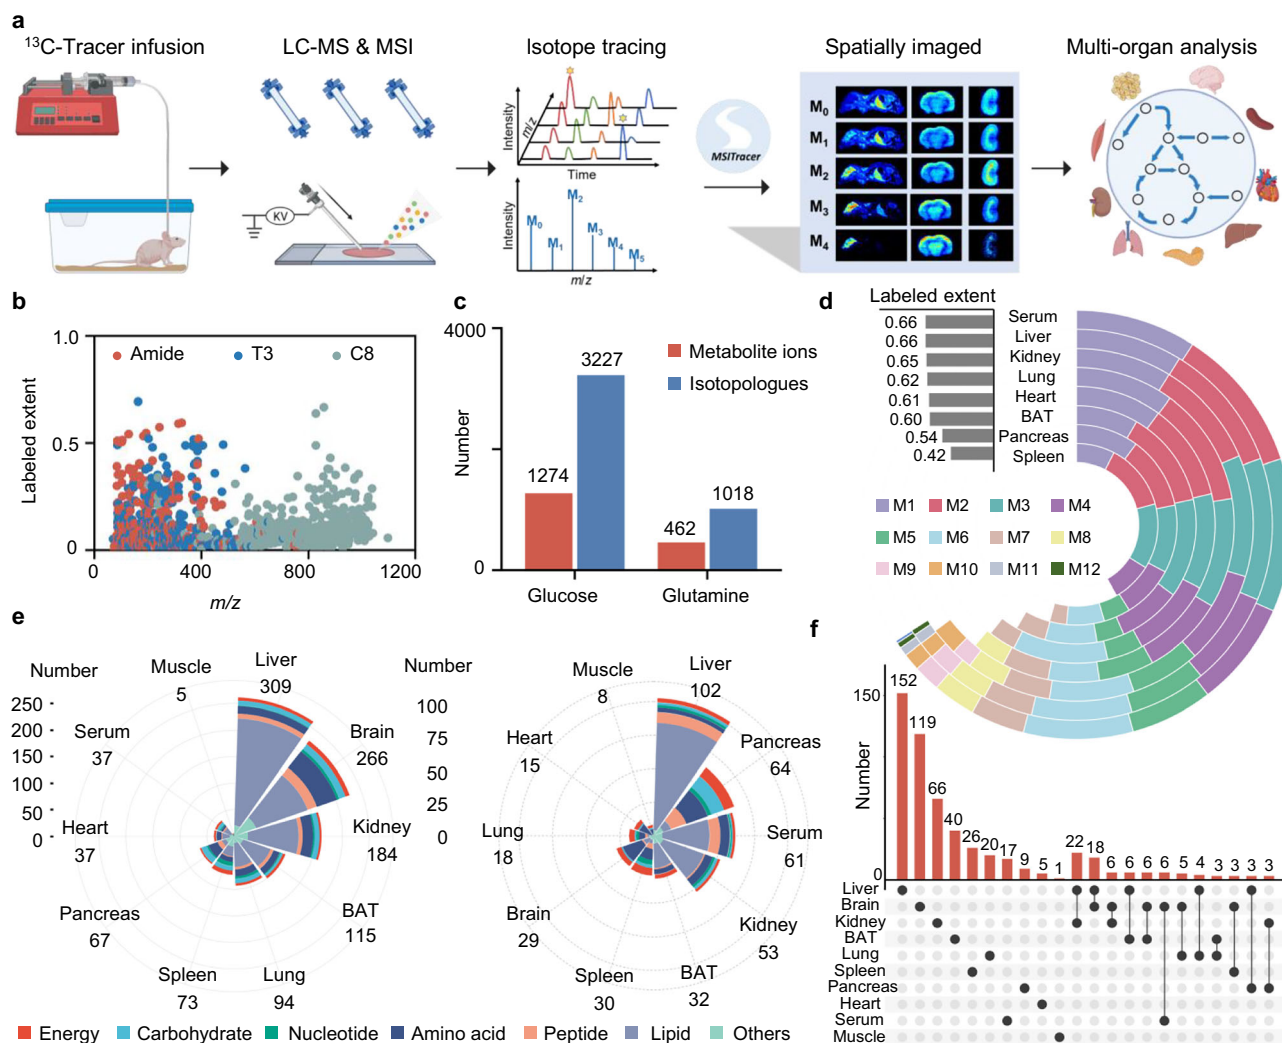 a
13C-Tracer infusion
LC-MS & MSI
Isotope tracing
Spatially imaged
Multi-organ analysis
KV
Intensity
m/z
Time
Intensity
M0
M1
M2
M3
M4
M5
m/z
MSITracer
M0
M1
M2
M3
M4
b
Labeled extent
1.0
0.5
0
Amide
T3
C8
0
400
800
1200
m/z
c
Number
4000
0
1274
3227
462
1018
Metabolite ions
Isotopologues
Glucose
Glutamine
d
Labeled extent
0.66 Serum
0.66 Liver
0.65 Kidney
0.62 Lung
0.61 Heart
0.60 BAT
0.54 Pancreas
0.42 Spleen
M1 M2 M3 M4
M5 M6 M7 M8
M9 M10 M11 M12
e
Number
250
200
150
100
50
0
Muscle
5
Liver
309
Brain
266
Kidney
184
BAT
115
Lung
94
Spleen
73
Pancreas
67
Heart
37
Serum
37
Number
100
75
50
25
0
Muscle
8
Liver
102
Pancreas
64
Serum
61
Kidney
53
BAT
32
Spleen
30
Brain
29
Lung
18
Heart
15
Energy Carbohydrate Nucleotide Amino acid Peptide Lipid Others
f
Number
150
0
152 119 66 40 26 20 17 9 5 1 22 18 6 6 6 6 5 4 3 3 3 3
Liver
Brain
Kidney
BAT
Lung
Spleen
Pancreas
Heart
Serum
Muscle